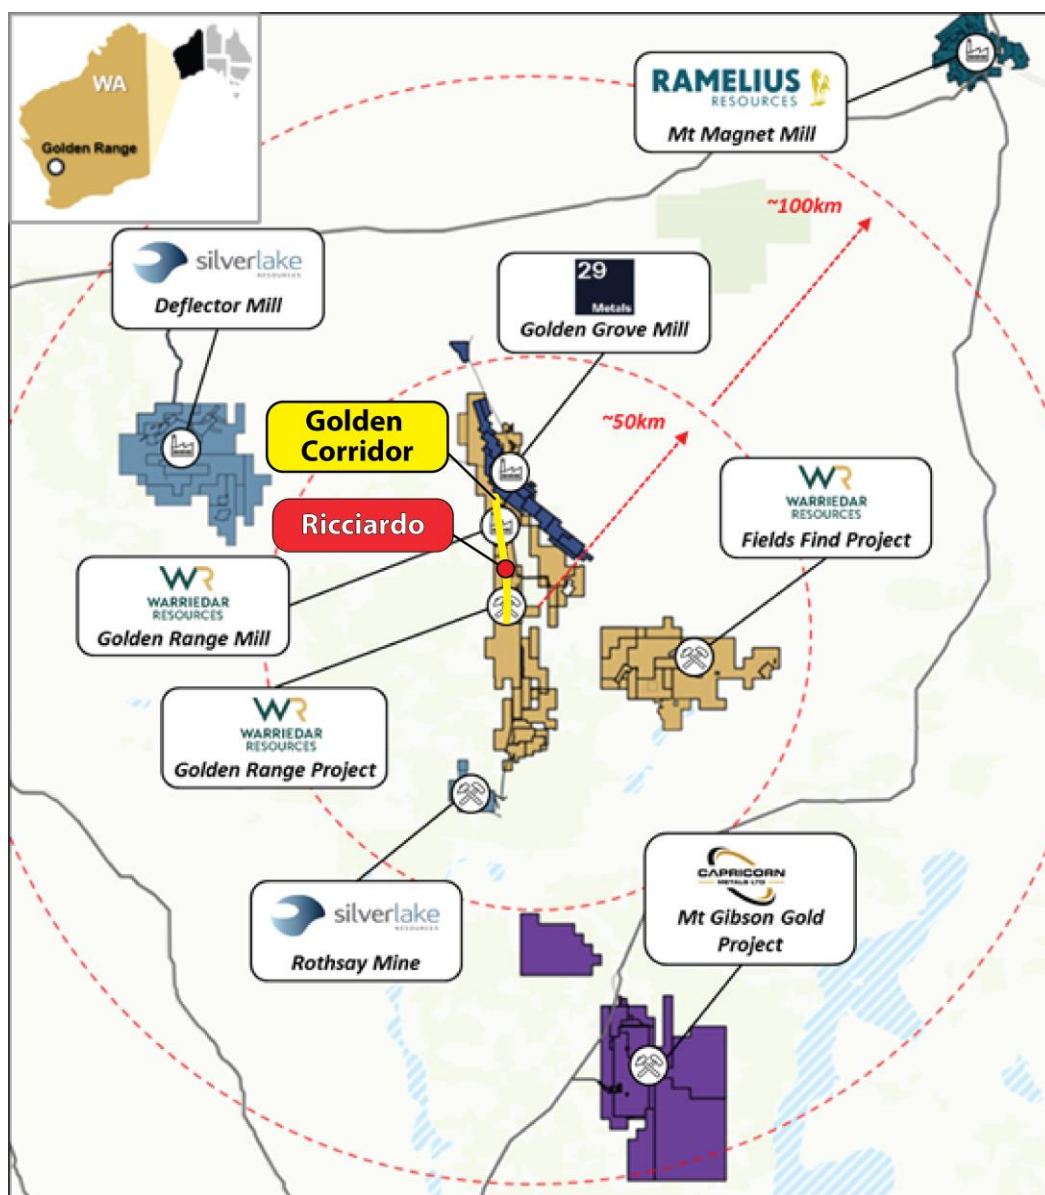 WA
Golden Range
RAMELIUS
RESOURCES
Mt Magnet Mill
~100km
silverlake
RESOURCES
Deflector Mill
29
Metals
Golden Grove Mill
Golden
Corridor
~50km
Ricciardo
WR
WARRIEDAR
RESOURCES
Fields Find Project
WR
WARRIEDAR
RESOURCES
Golden Range Mill
WR
WARRIEDAR
RESOURCES
Golden Range Project
CAPRICORN
METALS LTD
Mt Gibson Gold
Project
silverlake
RESOURCES
Rothsay Mine